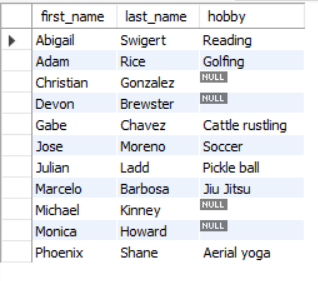 first_name last_name hobby
Abigail Swigert Reading
Adam Rice Golfing
Christian Gonzalez NULL
Devon Brewster NULL
Gabe Chavez Cattle rustling
Jose Moreno Soccer
Julian Ladd Pickle ball
Marcelo Barbosa Jiu Jitsu
Michael Kinney NULL
Monica Howard NULL
Phoenix Shane Aerial yoga